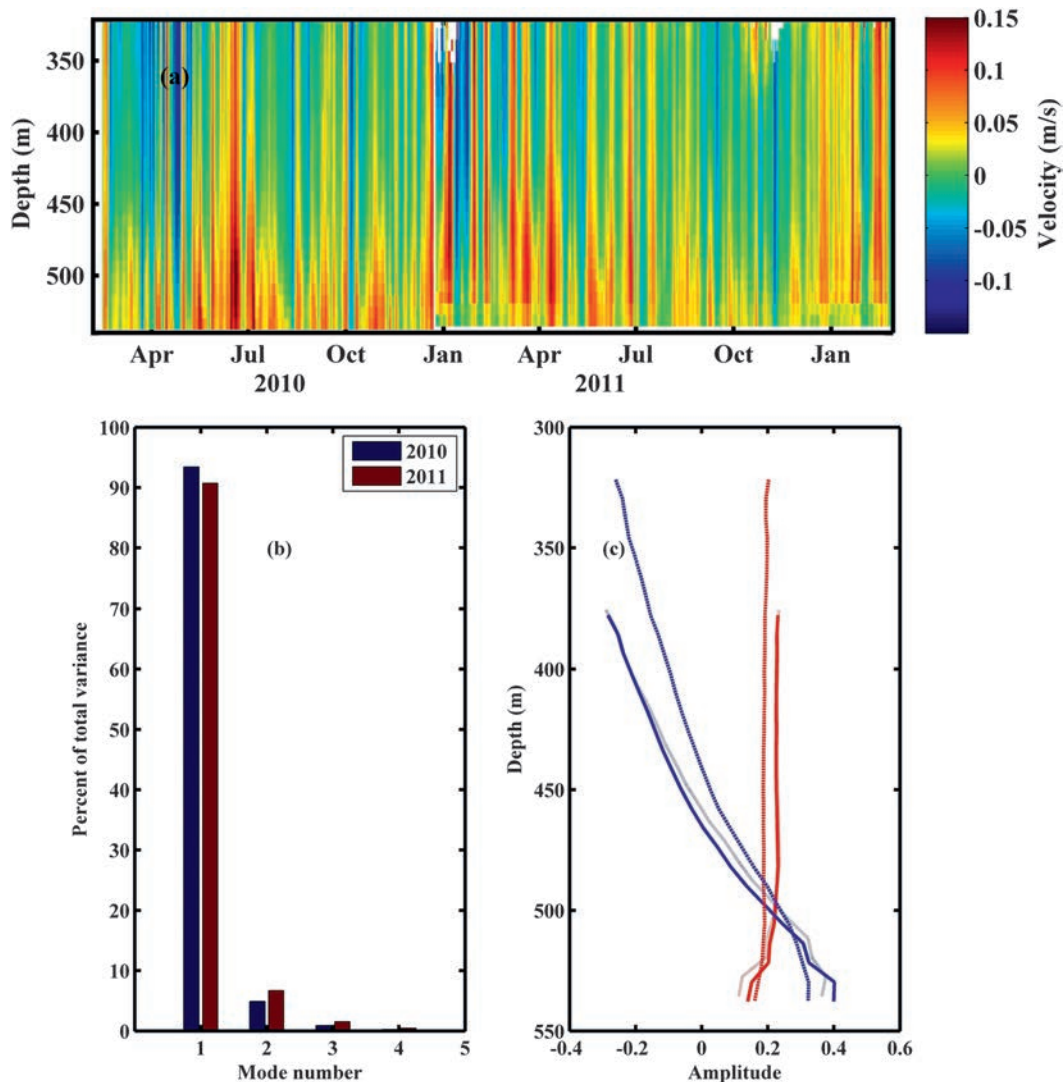 (a)
Depth (m)
350
400
450
500
Apr Jul Oct Jan Apr Jul Oct Jan
2010 2011
0.15
0.1
0.05
0
-0.05
-0.1
Velocity (m/s)
(b)
Percent of total variance
100
90
80
70
60
50
40
30
20
10
0
2010
2011
1 2 3 4 5
Mode number
(c)
Depth (m)
300
350
400
450
500
550
-0.4 -0.2 0 0.2 0.4 0.6
Amplitude